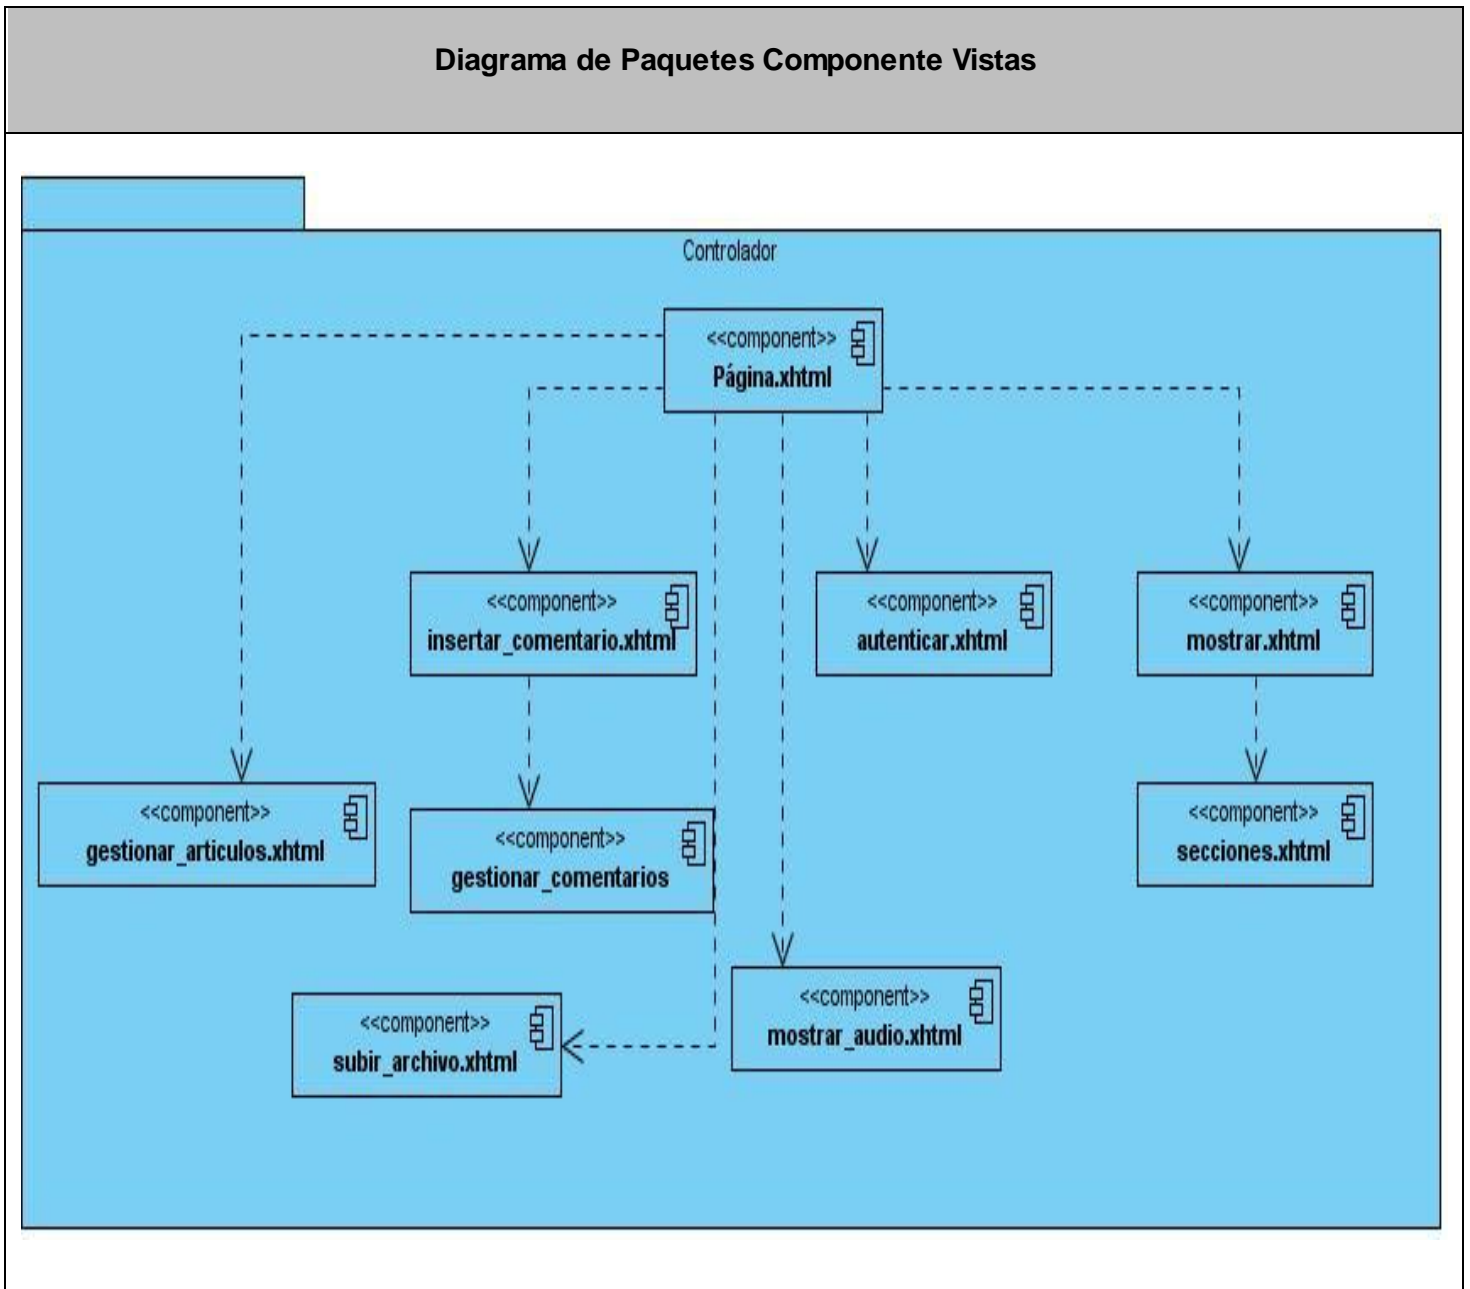 Diagrama de Paquetes Componente Vistas
Controlador
<<component>>
Página.xhtml
<<component>>
insertar_comentario.xhtml
<<component>>
autenticar.xhtml
<<component>>
mostrar.xhtml
<<component>>
gestionar_articulos.xhtml
<<component>>
gestionar_comentarios
<<component>>
secciones.xhtml
<<component>>
subir_archivo.xhtml
<<component>>
mostrar_audio.xhtml